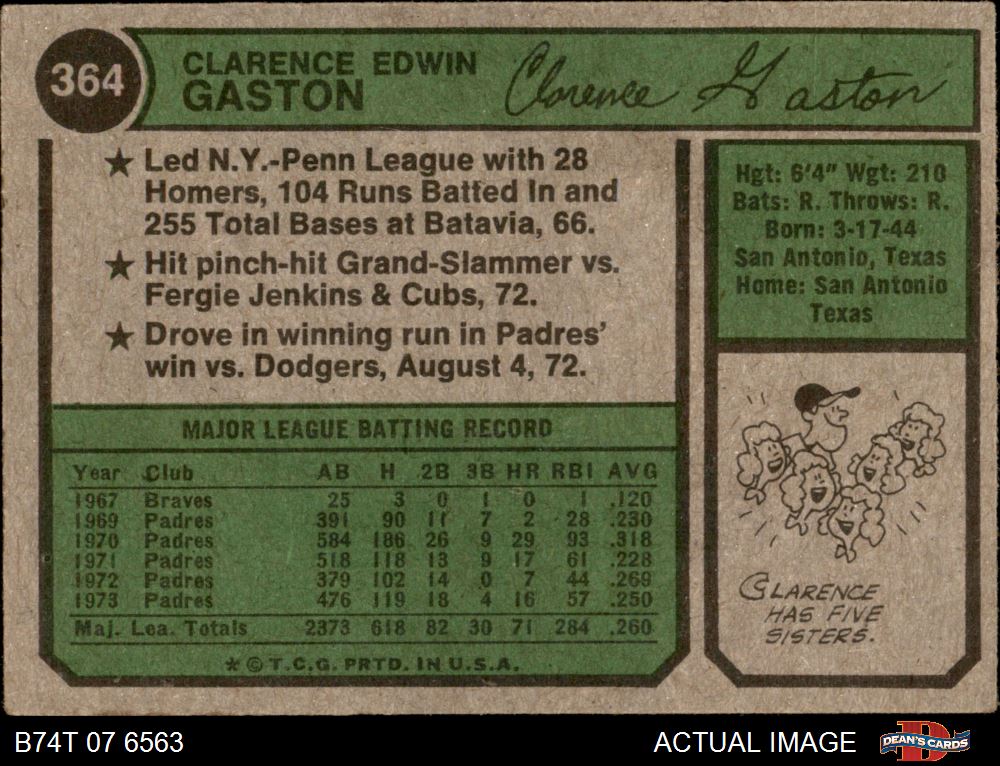 364
CLARENCE EDWIN
GASTON
Clarence Gaston
★ Led N.Y.-Penn League with 28
Homers, 104 Runs Batted In and
255 Total Bases at Batavia, 66.
★ Hit pinch-hit Grand-Slammer vs.
Fergie Jenkins & Cubs, 72.
★ Drove in winning run in Padres'
win vs. Dodgers, August 4, 72.
Hgt: 6'4" Wgt: 210
Bats: R. Throws: R.
Born: 3-17-44
San Antonio, Texas
Home: San Antonio
Texas
MAJOR LEAGUE BATTING RECORD
Year Club AB H 2B 3B HR RBI AVG
1967 Braves 25 3 0 1 0 1 .120
1969 Padres 391 90 11 7 2 28 .230
1970 Padres 584 186 26 9 29 93 .318
1971 Padres 518 118 13 9 17 61 .228
1972 Padres 379 102 14 0 7 44 .269
1973 Padres 476 119 18 4 16 57 .250
Maj. Lea. Totals 2373 618 82 30 71 284 .260
★ © T.C.G. PRTD. IN U.S.A.
CLARENCE
HAS FIVE
SISTERS.
B74T 07 6563
ACTUAL IMAGE
D
DEAN'S CARDS